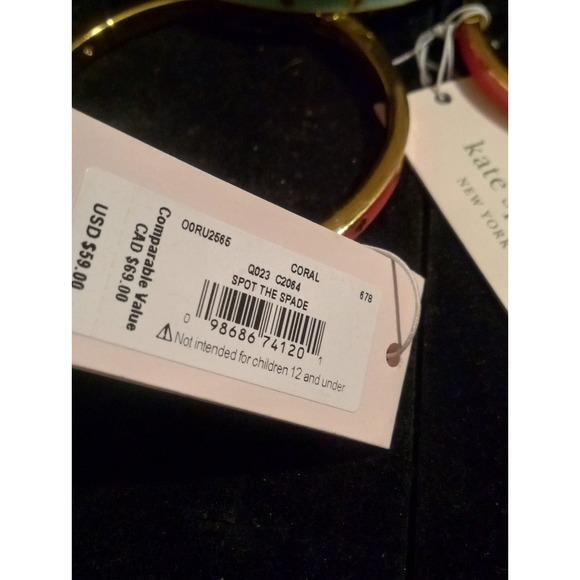 O0RU2565 CORAL 678
Q023 C2064
SPOT THE SPADE
0 98686 74120 1
⚠ Not intended for children 12 and under
Comparable Value
CAD $69.00
USD $59.00
kate
NEW YORK